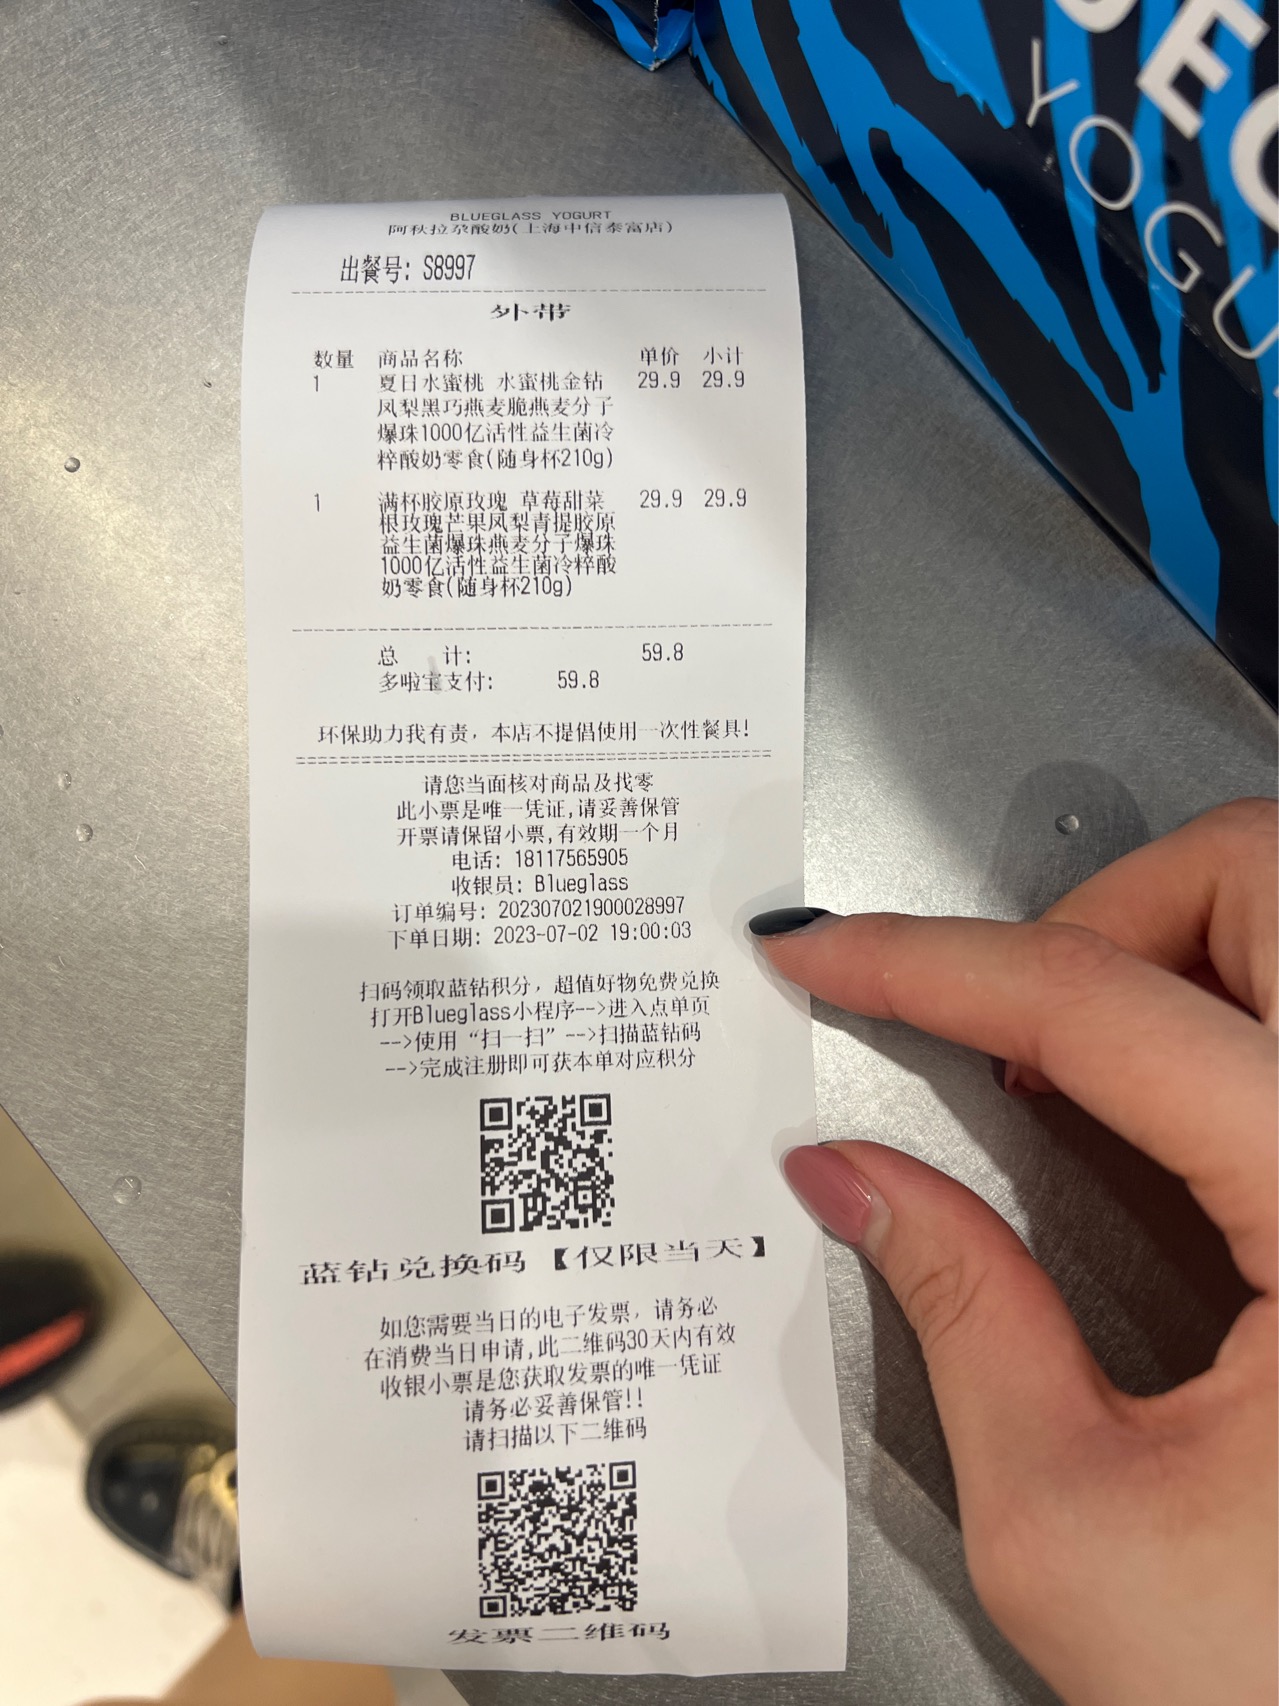 BLUEGLASS YOGURT
阿秋拉尕酸奶(上海中信泰富店)
出餐号: S8997
外带
数量 商品名称 单价 小计
1 夏日水蜜桃 水蜜桃金钻 29.9 29.9
凤梨黑巧燕麦脆燕麦分子
爆珠1000亿活性益生菌冷
粹酸奶零食(随身杯210g)
1 满杯胶原玫瑰 草莓甜菜 29.9 29.9
根玫瑰芒果凤梨青提胶原
益生菌爆珠燕麦分子爆珠
1000亿活性益生菌冷粹酸
奶零食(随身杯210g)
总 计: 59.8
多啦宝支付: 59.8
环保助力我有责，本店不提倡使用一次性餐具!
请您当面核对商品及找零
此小票是唯一凭证,请妥善保管
开票请保留小票,有效期一个月
电话: 18117565905
收银员: Blueglass
订单编号: 202307021900028997
下单日期: 2023-07-02 19:00:03
扫码领取蓝钻积分，超值好物免费兑换
打开Blueglass小程序-->进入点单页
-->使用“扫一扫”-->扫描蓝钻码
-->完成注册即可获本单对应积分
蓝钻兑换码【仅限当天】
如您需要当日的电子发票，请务必
在消费当日申请,此二维码30天内有效
收银小票是您获取发票的唯一凭证
请务必妥善保管!!
请扫描以下二维码
发票二维码